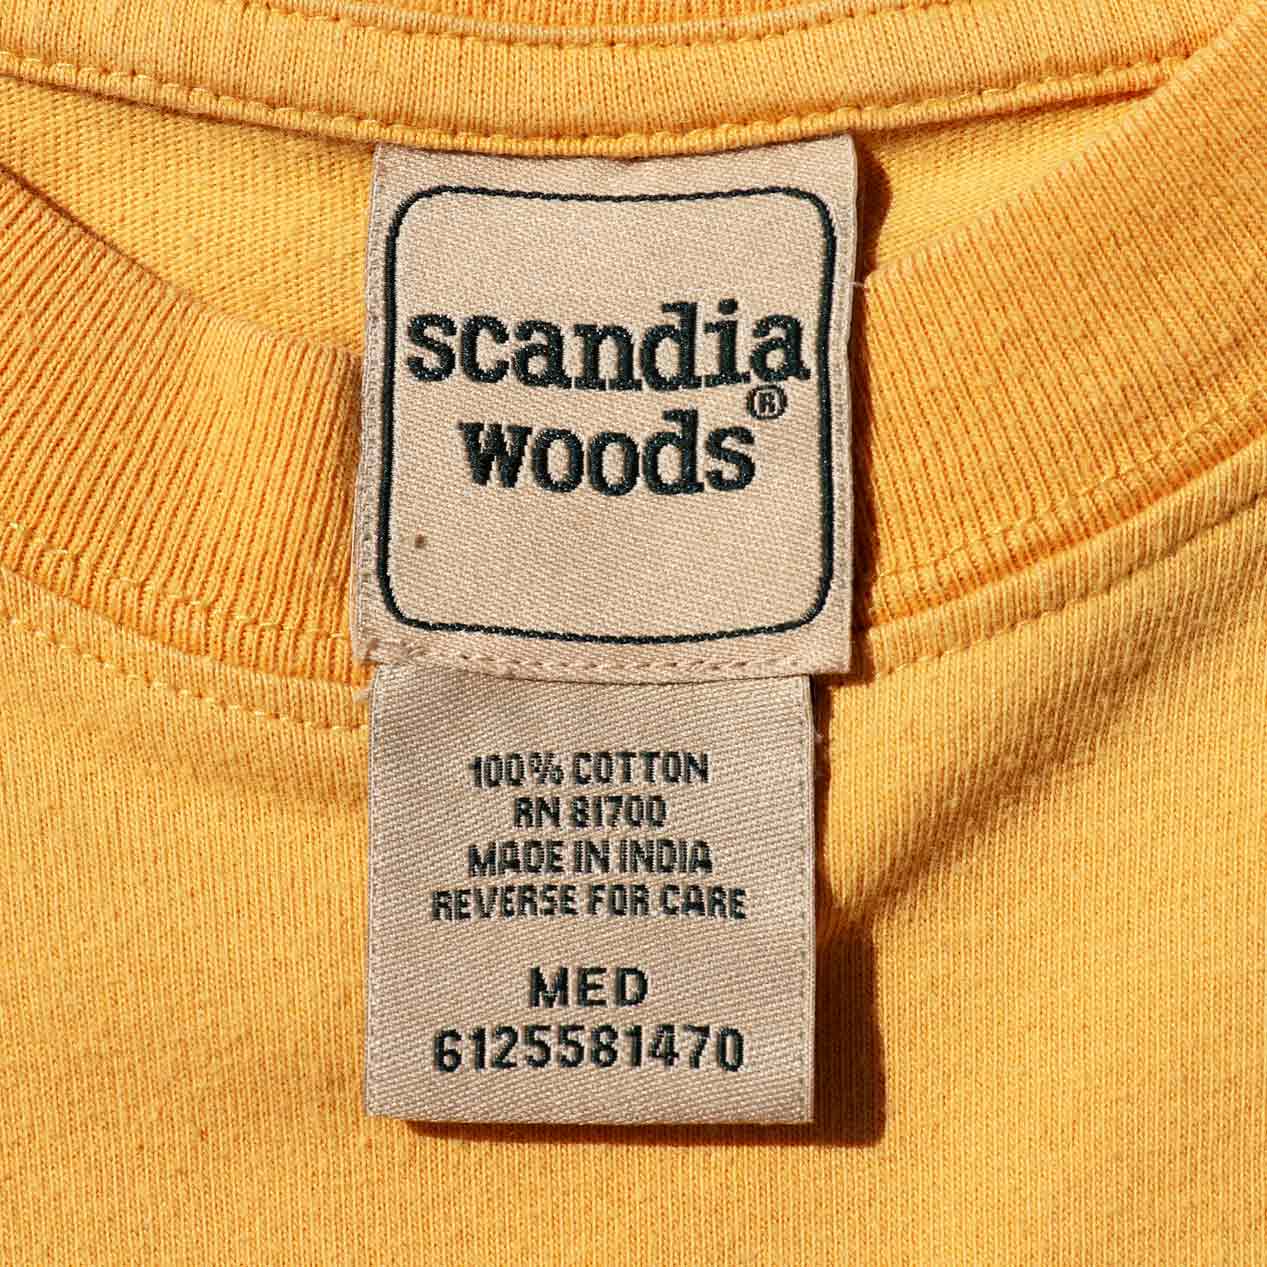 scandia
®
woods
100% COTTON
RN 81700
MADE IN INDIA
REVERSE FOR CARE
MED
6125581470